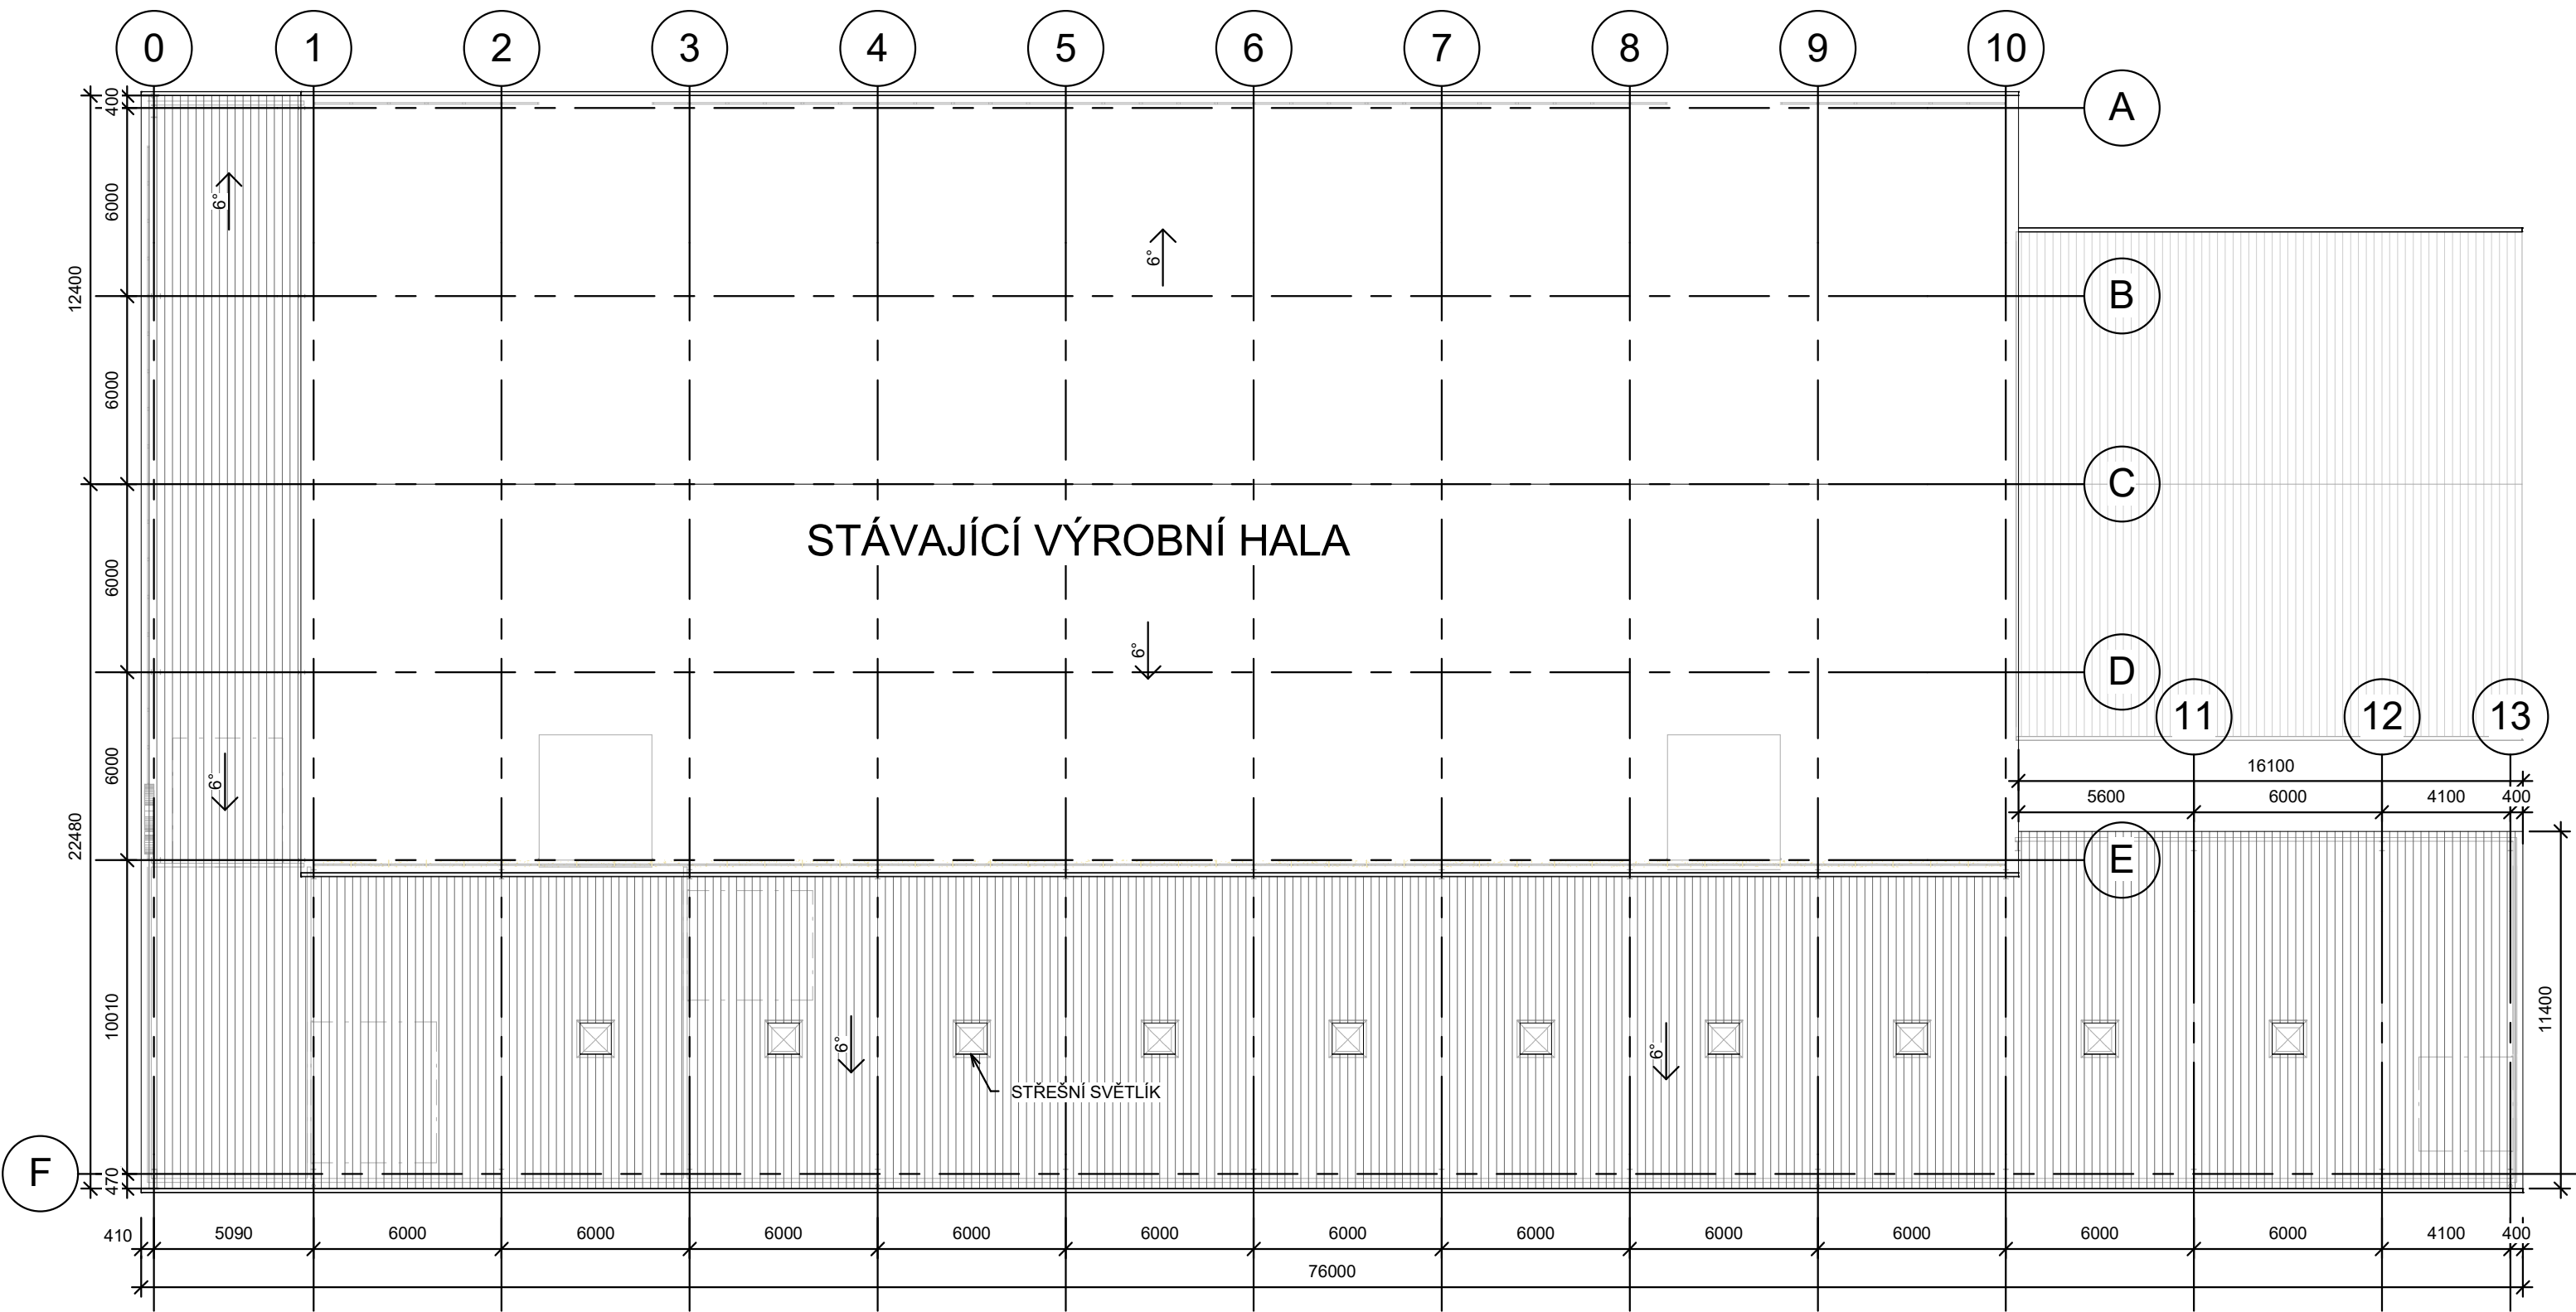 0 1 2 3 4 5 6 7 8 9 10
400
A
6000
6°
6°
12400
B
6000
C
STÁVAJÍCÍ VÝROBNÍ HALA
6000
6°
D
11 12 13
6000
6°
16100
5600 6000 4100 400
22480
E
10010
6°
6°
11400
STŘEŠNÍ SVĚTLÍK
F
470
410 5090 6000 6000 6000 6000 6000 6000 6000 6000 6000 6000 6000 4100 400
76000